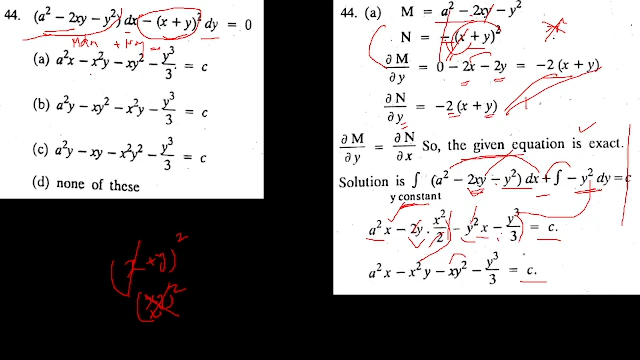 44. (a² − 2xy − y²) dx − (x + y)² dy = 0
Mdx + Ny
(a) a²x − x²y − xy² − y³/3 = c
(b) a²y − xy² − x²y − y³/3 = c
(c) a²y − xy − x²y² − y³/3 = c
(d) none of these
(x+y)²
44. (a) M = a² − 2xy − y²
N = −(x + y)²
∂M/∂y = 0 − 2x − 2y = −2(x + y)
∂N/∂y = −2(x + y)
∂M/∂y = ∂N/∂x So, the given equation is exact.
Solution is ∫ (a² − 2xy − y²) dx + ∫ − y² dy = c
y constant
a²x − 2y · x²/2 − y²x − y³/3 = c.
a²x − x²y − xy² − y³/3 = c.